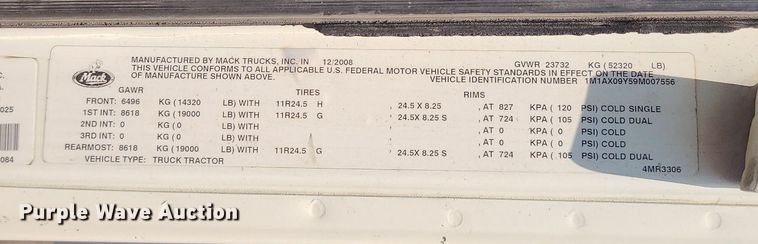 MANUFACTURED BY MACK TRUCKS, INC. IN 12/2008 GVWR 23732 KG (52320 LB)
THIS VEHICLE CONFORMS TO ALL APPLICABLE U.S. FEDERAL MOTOR VEHICLE SAFETY STANDARDS IN EFFECT ON THE DATE
OF MANUFACTURE SHOWN ABOVE. VEHICLE IDENTIFICATION NUMBER 1M1AX09Y59M007556
Mack
GAWR TIRES RIMS
FRONT: 6496 KG (14320 LB) WITH 11R24.5 H 24.5 X 8.25 , AT 827 KPA ( 120 PSI) COLD SINGLE
1ST INT: 8618 KG (19000 LB) WITH 11R24.5 G 24.5X 8.25 S , AT 724 KPA ( 105 PSI) COLD DUAL
2ND INT: 0 KG (0 LB) WITH , AT 0 KPA ( 0 PSI) COLD
3RD INT: 0 KG (0 LB) WITH , AT 0 KPA ( 0 PSI) COLD
REARMOST: 8618 KG (19000 LB) WITH 11R24.5 G 24.5X 8.25 S , AT 724 KPA ( 105 PSI) COLD DUAL
VEHICLE TYPE: TRUCK TRACTOR 4MR3306
C.
025
084
Purple Wave Auction